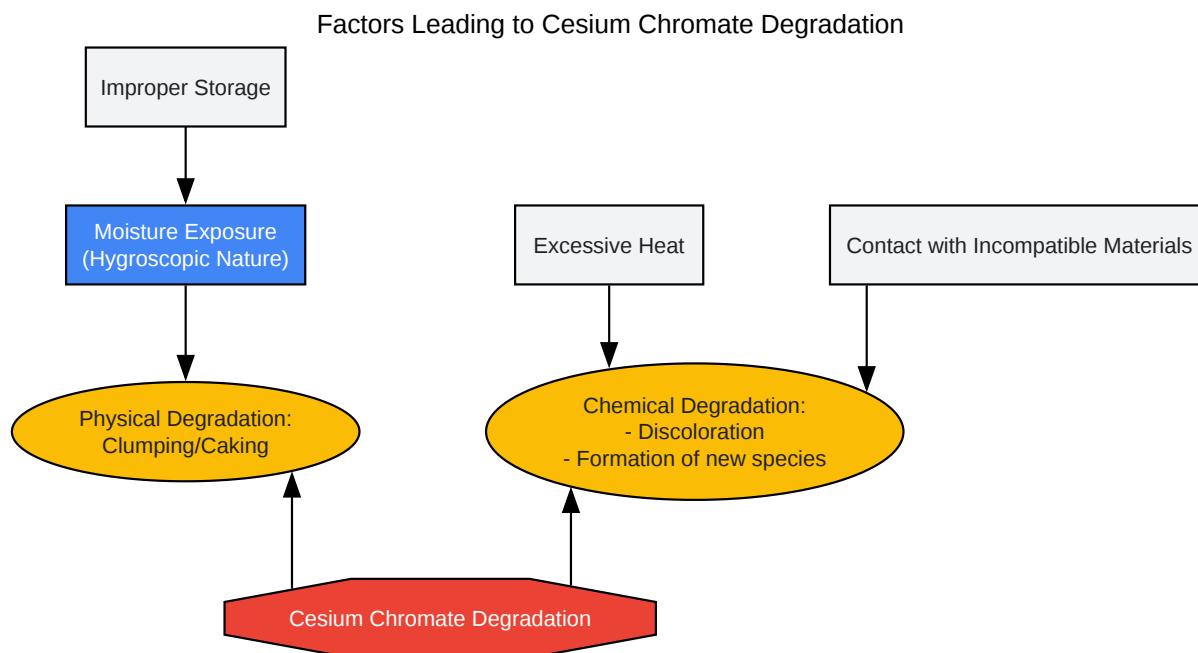 Factors Leading to Cesium Chromate Degradation
Improper Storage
Moisture Exposure
(Hygroscopic Nature)
Excessive Heat
Contact with Incompatible Materials
Physical Degradation:
Clumping/Caking
Chemical Degradation:
- Discoloration
- Formation of new species
Cesium Chromate Degradation